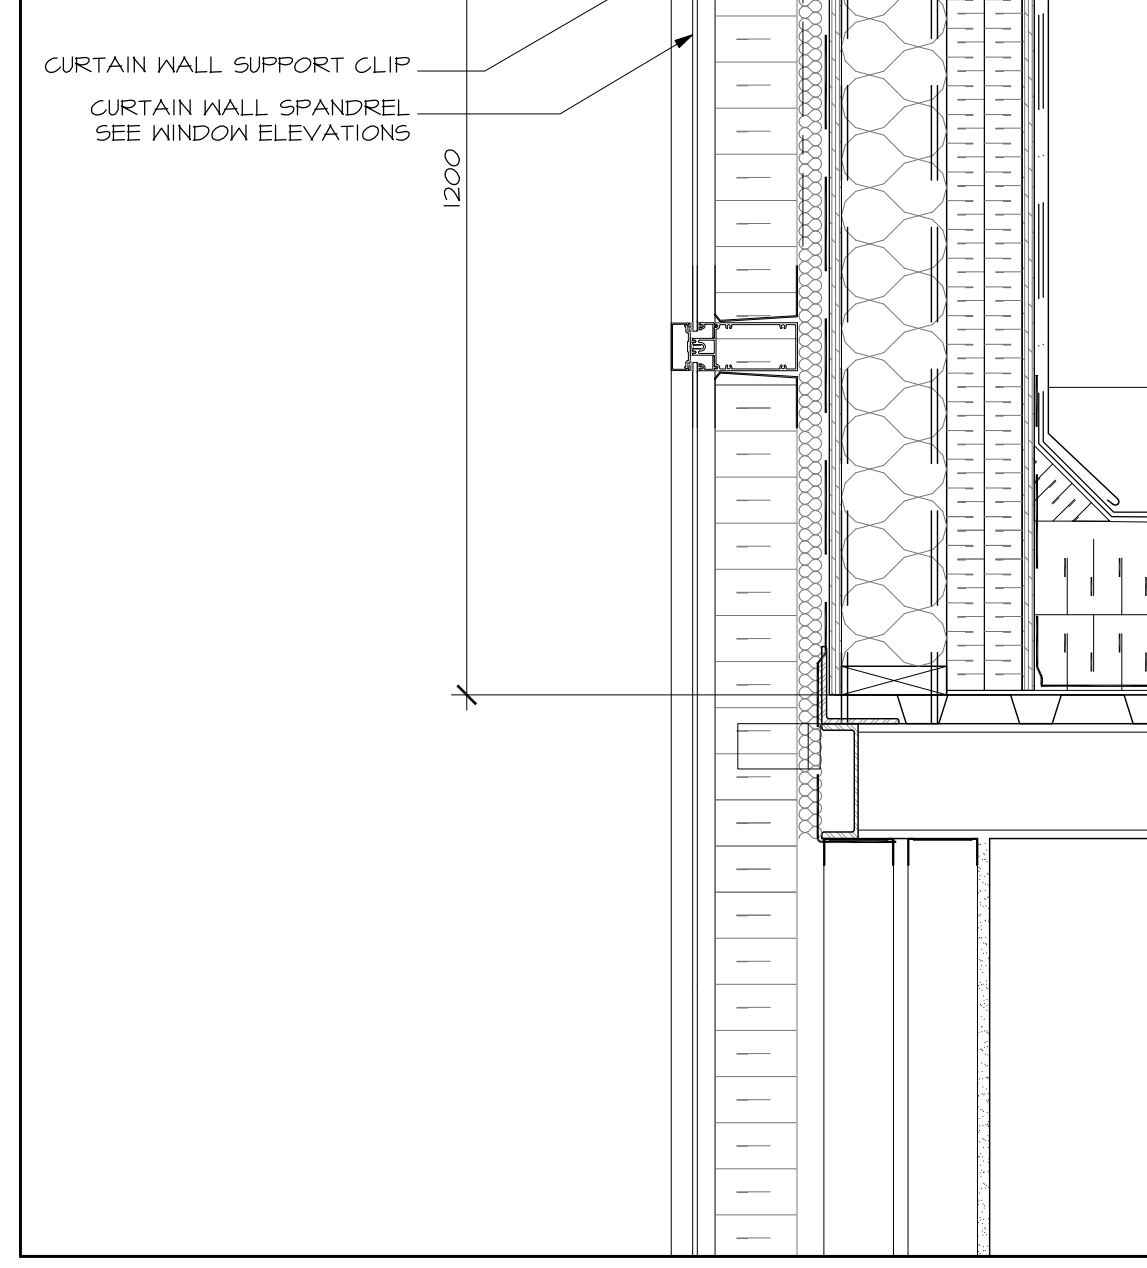 CURTAIN WALL SUPPORT CLIP
CURTAIN WALL SPANDREL
SEE WINDOW ELEVATIONS
1200